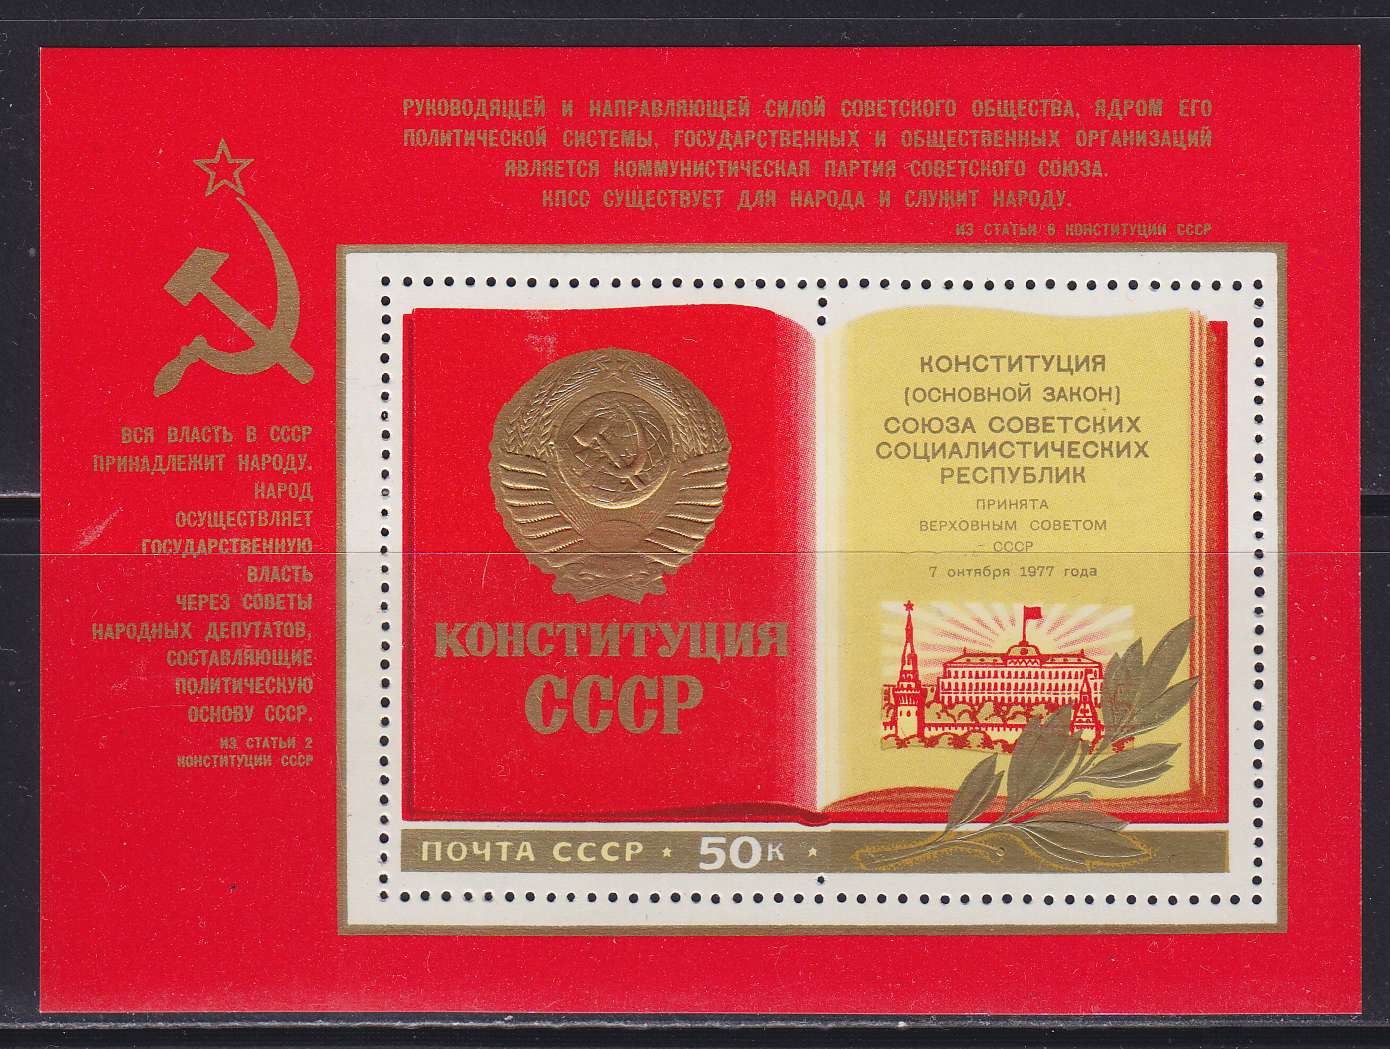 РУКОВОДЯЩЕЙ И НАПРАВЛЯЮЩЕЙ СИЛОЙ СОВЕТСКОГО ОБЩЕСТВА, ЯДРОМ ЕГО
ПОЛИТИЧЕСКОЙ СИСТЕМЫ, ГОСУДАРСТВЕННЫХ И ОБЩЕСТВЕННЫХ ОРГАНИЗАЦИЙ
ЯВЛЯЕТСЯ КОММУНИСТИЧЕСКАЯ ПАРТИЯ СОВЕТСКОГО СОЮЗА.
КПСС СУЩЕСТВУЕТ ДЛЯ НАРОДА И СЛУЖИТ НАРОДУ.
ИЗ СТАТЬИ 6 КОНСТИТУЦИИ СССР
ВСЯ ВЛАСТЬ В СССР
ПРИНАДЛЕЖИТ НАРОДУ.
НАРОД
ОСУЩЕСТВЛЯЕТ
ГОСУДАРСТВЕННУЮ
ВЛАСТЬ
ЧЕРЕЗ СОВЕТЫ
НАРОДНЫХ ДЕПУТАТОВ,
СОСТАВЛЯЮЩИЕ
ПОЛИТИЧЕСКУЮ
ОСНОВУ СССР.
ИЗ СТАТЬИ 2
КОНСТИТУЦИИ СССР
КОНСТИТУЦИЯ
СССР
КОНСТИТУЦИЯ
(ОСНОВНОЙ ЗАКОН)
СОЮЗА СОВЕТСКИХ
СОЦИАЛИСТИЧЕСКИХ
РЕСПУБЛИК
ПРИНЯТА
ВЕРХОВНЫМ СОВЕТОМ
СССР
7 октября 1977 года
ПОЧТА СССР ★ 50 К ★